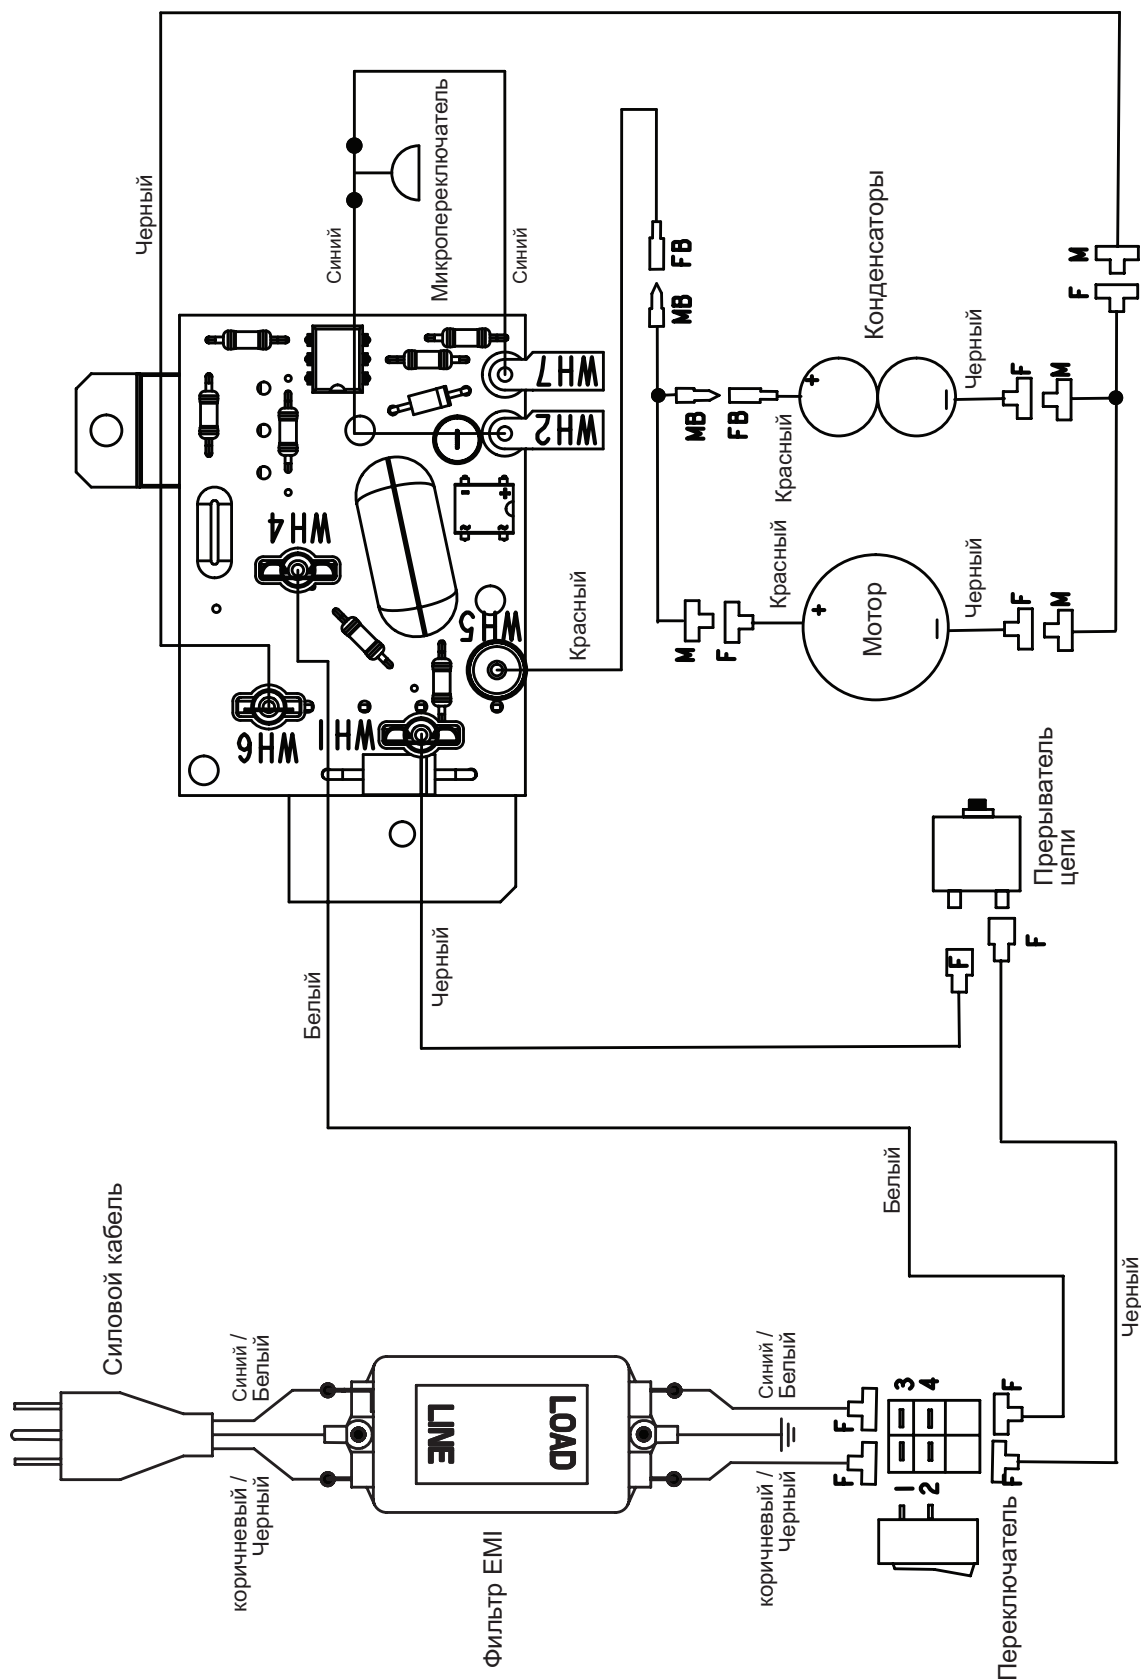 Силовой кабель
коричневый /
Черный
Синий /
Белый
Фильтр EMI
LINE
LOAD
коричневый /
Черный
Синий /
Белый
F
F
1
2
3
4
F
F
Переключатель
Черный
Белый
Белый
Черный
F
F
Прерыватель
цепи
Черный
WH6
WH4
WH1
WH5
WH2
WH7
-
+
~
~
Синий
Микропереключатель
Синий
Красный
FB
MB
MB
FB
M
F
Красный
Красный
+
Мотор
-
+
-
Конденсаторы
Черный
Черный
F
M
F
M
F
M